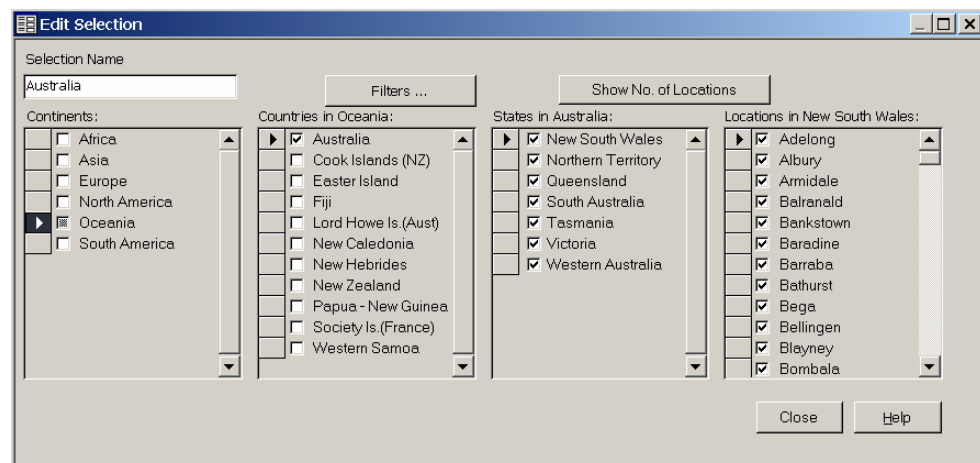 Edit Selection
Selection Name
Australia
Filters ...
Show No. of Locations
Continents:
Africa
Asia
Europe
North America
Oceania
South America
Countries in Oceania:
Australia
Cook Islands (NZ)
Easter Island
Fiji
Lord Howe Is.(Aust)
New Caledonia
New Hebrides
New Zealand
Papua - New Guinea
Society Is.(France)
Western Samoa
States in Australia:
New South Wales
Northern Territory
Queensland
South Australia
Tasmania
Victoria
Western Australia
Locations in New South Wales:
Adelong
Albury
Armidale
Balranald
Bankstown
Baradine
Barraba
Bathurst
Bega
Bellingen
Blayney
Bombala
Close
Help